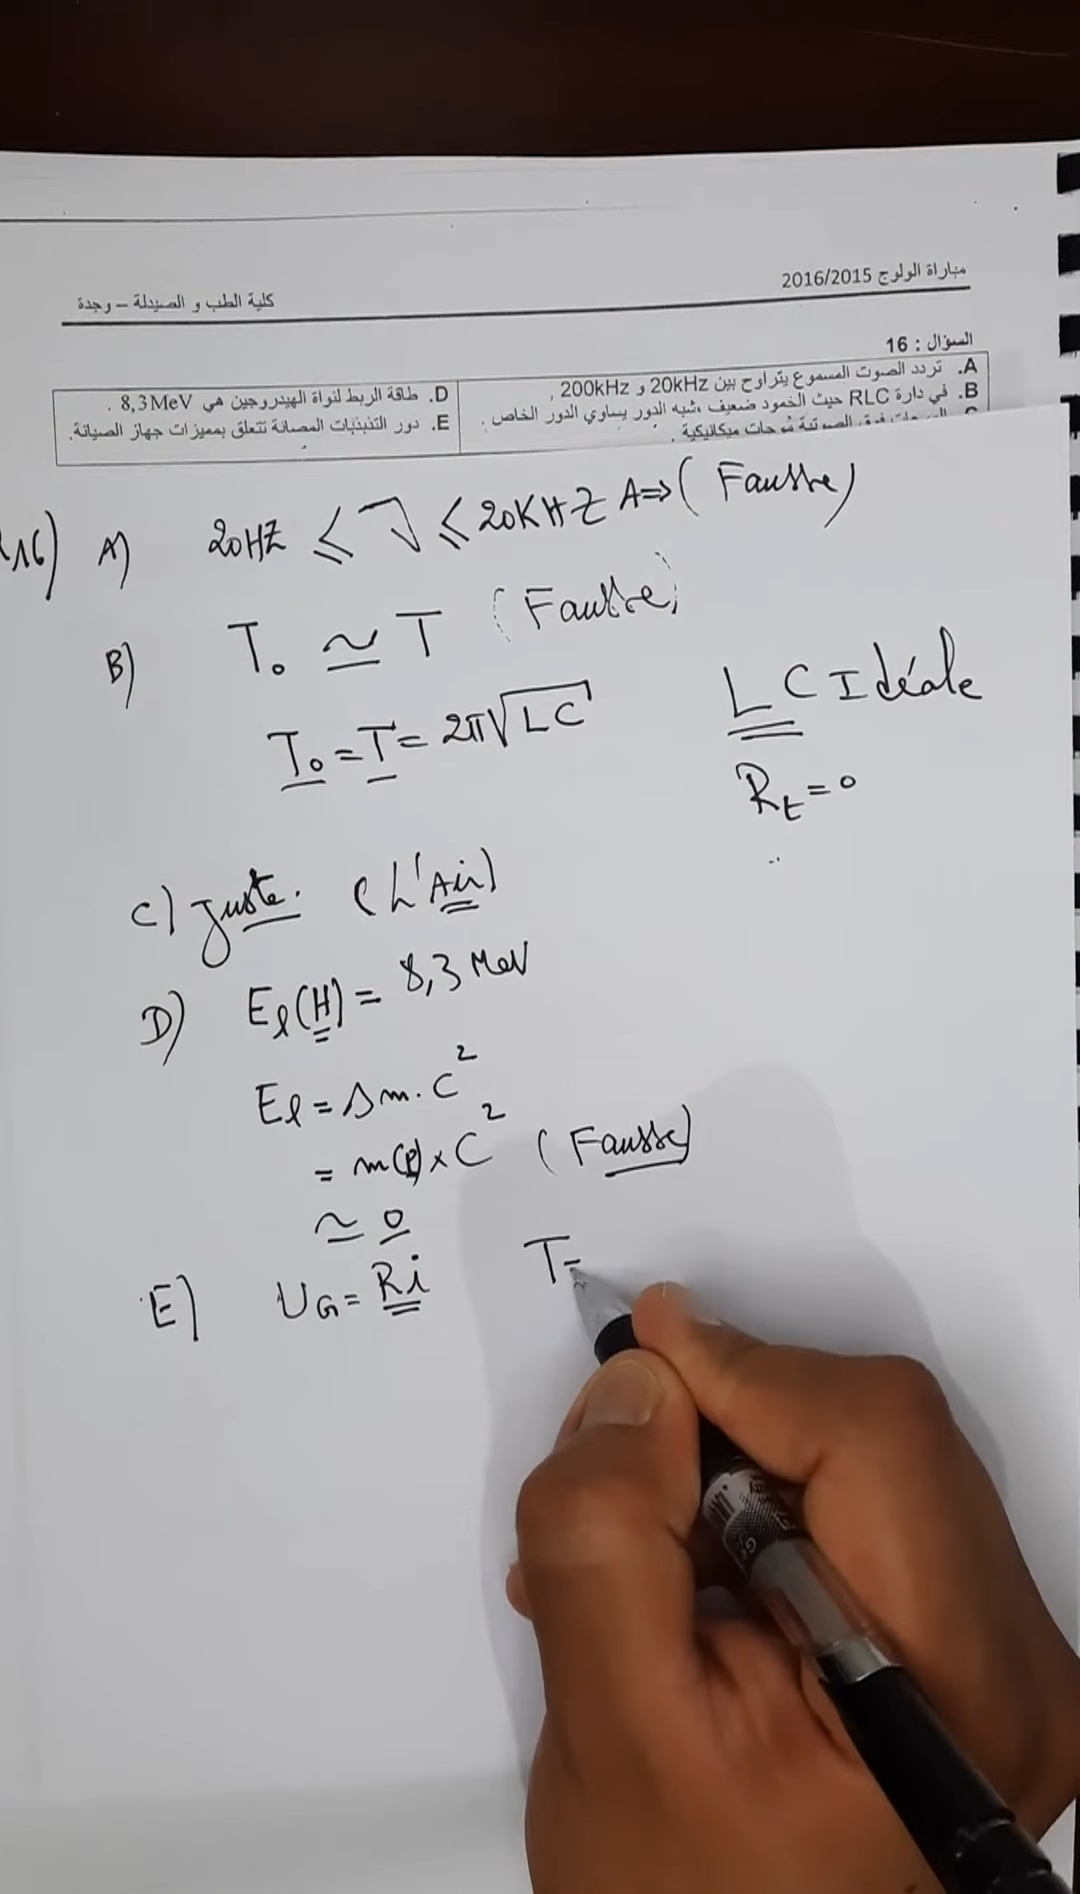 مباراة الولوج 2016/2015
كلية الطب و الصيدلة – وجدة
السؤال : 16
A. تردد الصوت المسموع يتراوح بين 20kHz و 200kHz .
B. في دارة RLC حيث الخمود ضعيف، شبه الدور يساوي الدور الخاص .
ميكانيكية .
D. طاقة الربط لنواة الهيدروجين هي 8,3MeV .
E. دور التذبذبات المصانة تتعلق بمميزات جهاز الصيانة.
16) A) 20HZ ≤ ≤ 20KHZ A⇒ (Fausse)
B) T₀ ≃ T (Fausse)
T₀ = T = 2π√LC
LC Idéale
Rt = 0
C) Juste. (L'Air)
D) Eℓ(H) = 8,3 MeV
Eℓ = Δm.C²
= m(P)×C² (Fausse)
≃ 0
E) UG = Ri T=